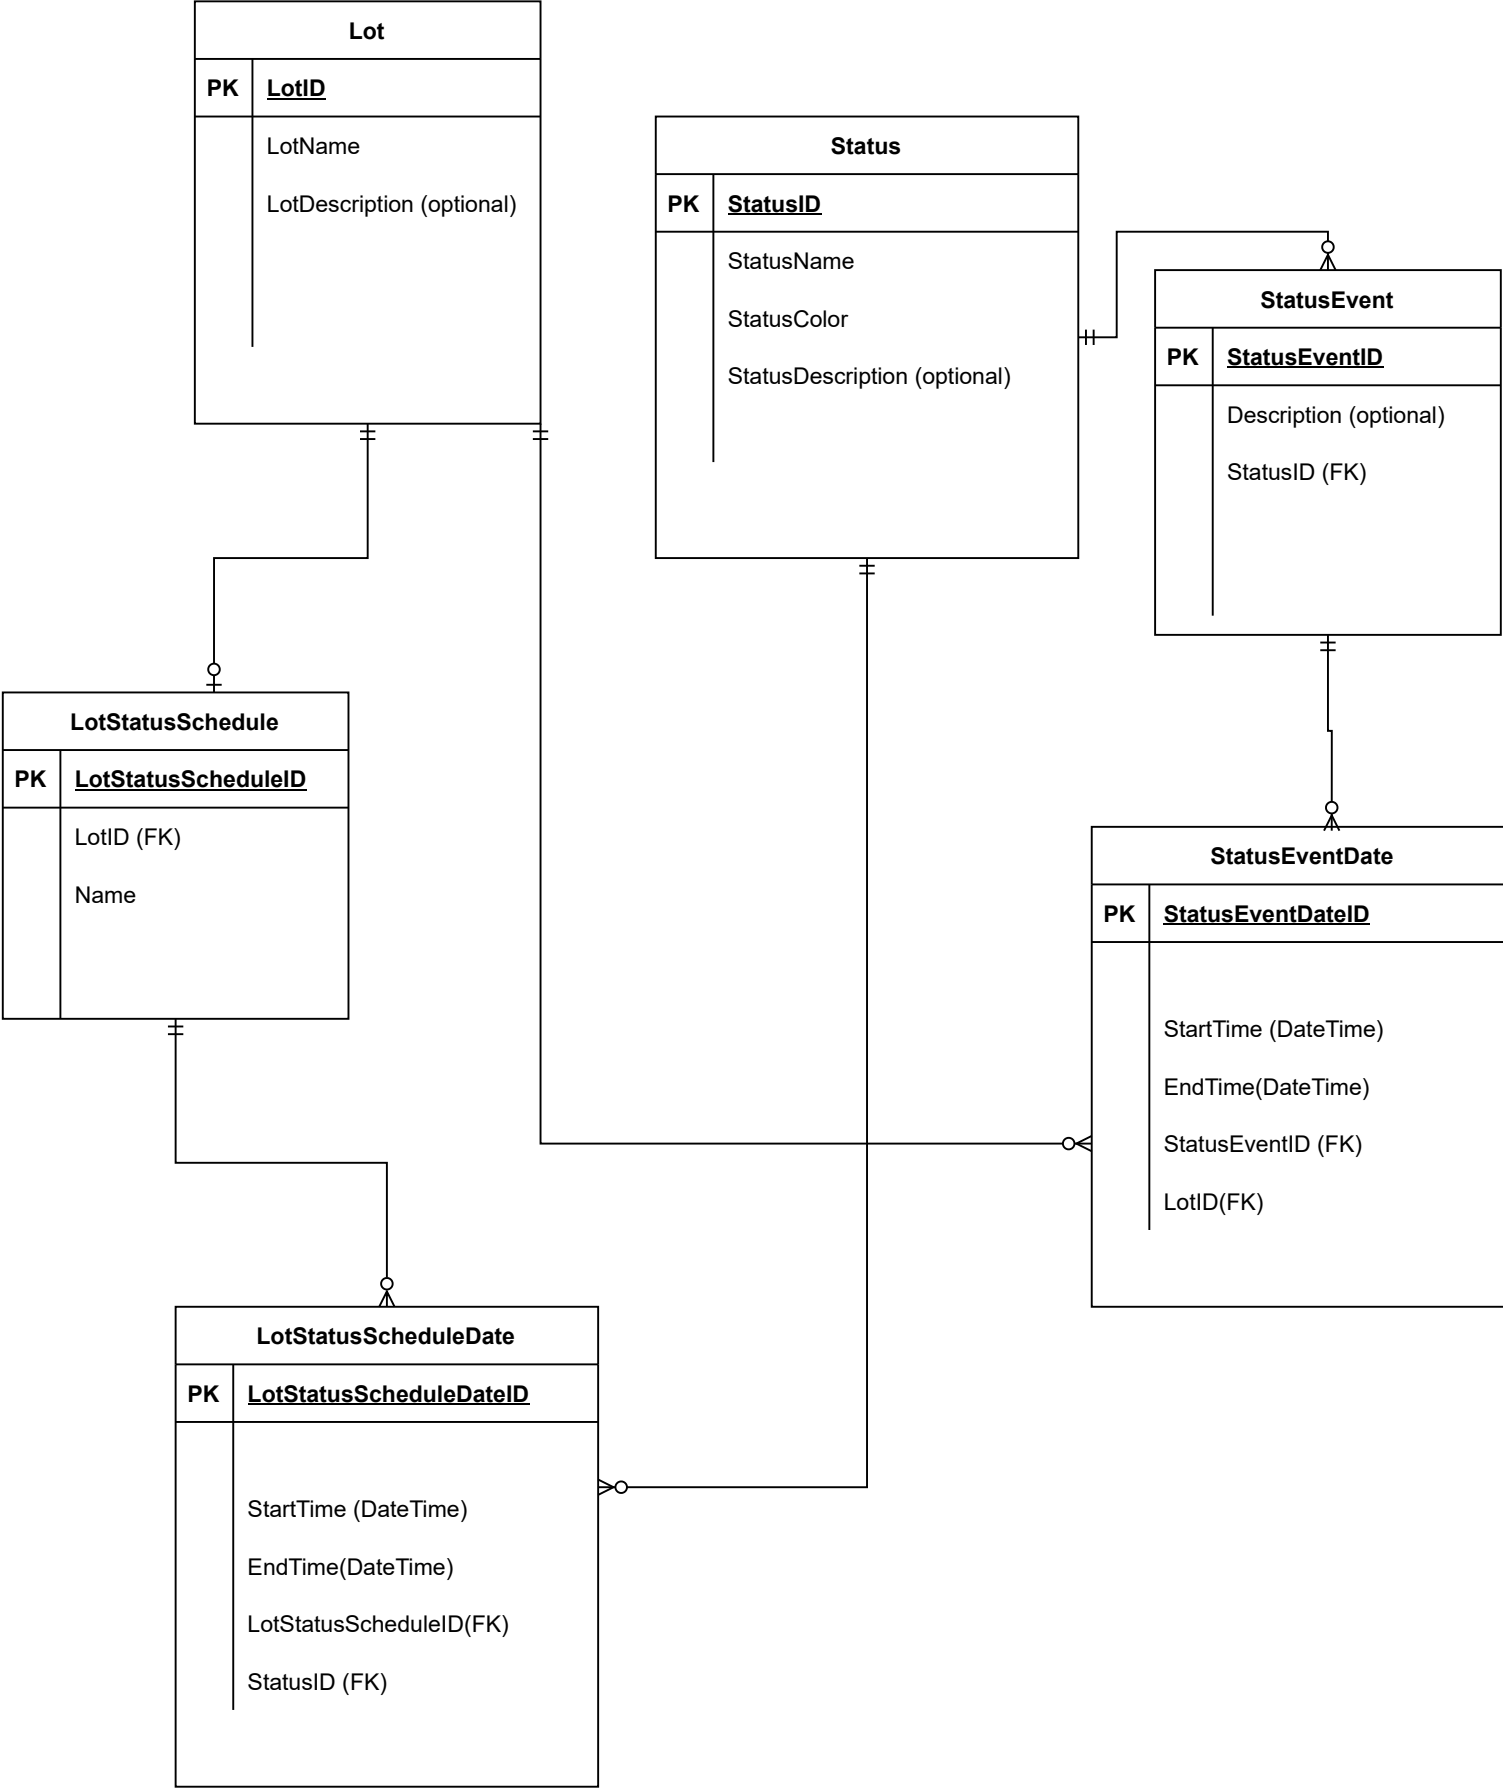 Lot
PK LotID
LotName
LotDescription (optional)
Status
PK StatusID
StatusName
StatusColor
StatusDescription (optional)
StatusEvent
PK StatusEventID
Description (optional)
StatusID (FK)
LotStatusSchedule
PK LotStatusScheduleID
LotID (FK)
Name
StatusEventDate
PK StatusEventDateID
StartTime (DateTime)
EndTime(DateTime)
StatusEventID (FK)
LotID(FK)
LotStatusScheduleDate
PK LotStatusScheduleDateID
StartTime (DateTime)
EndTime(DateTime)
LotStatusScheduleID(FK)
StatusID (FK)